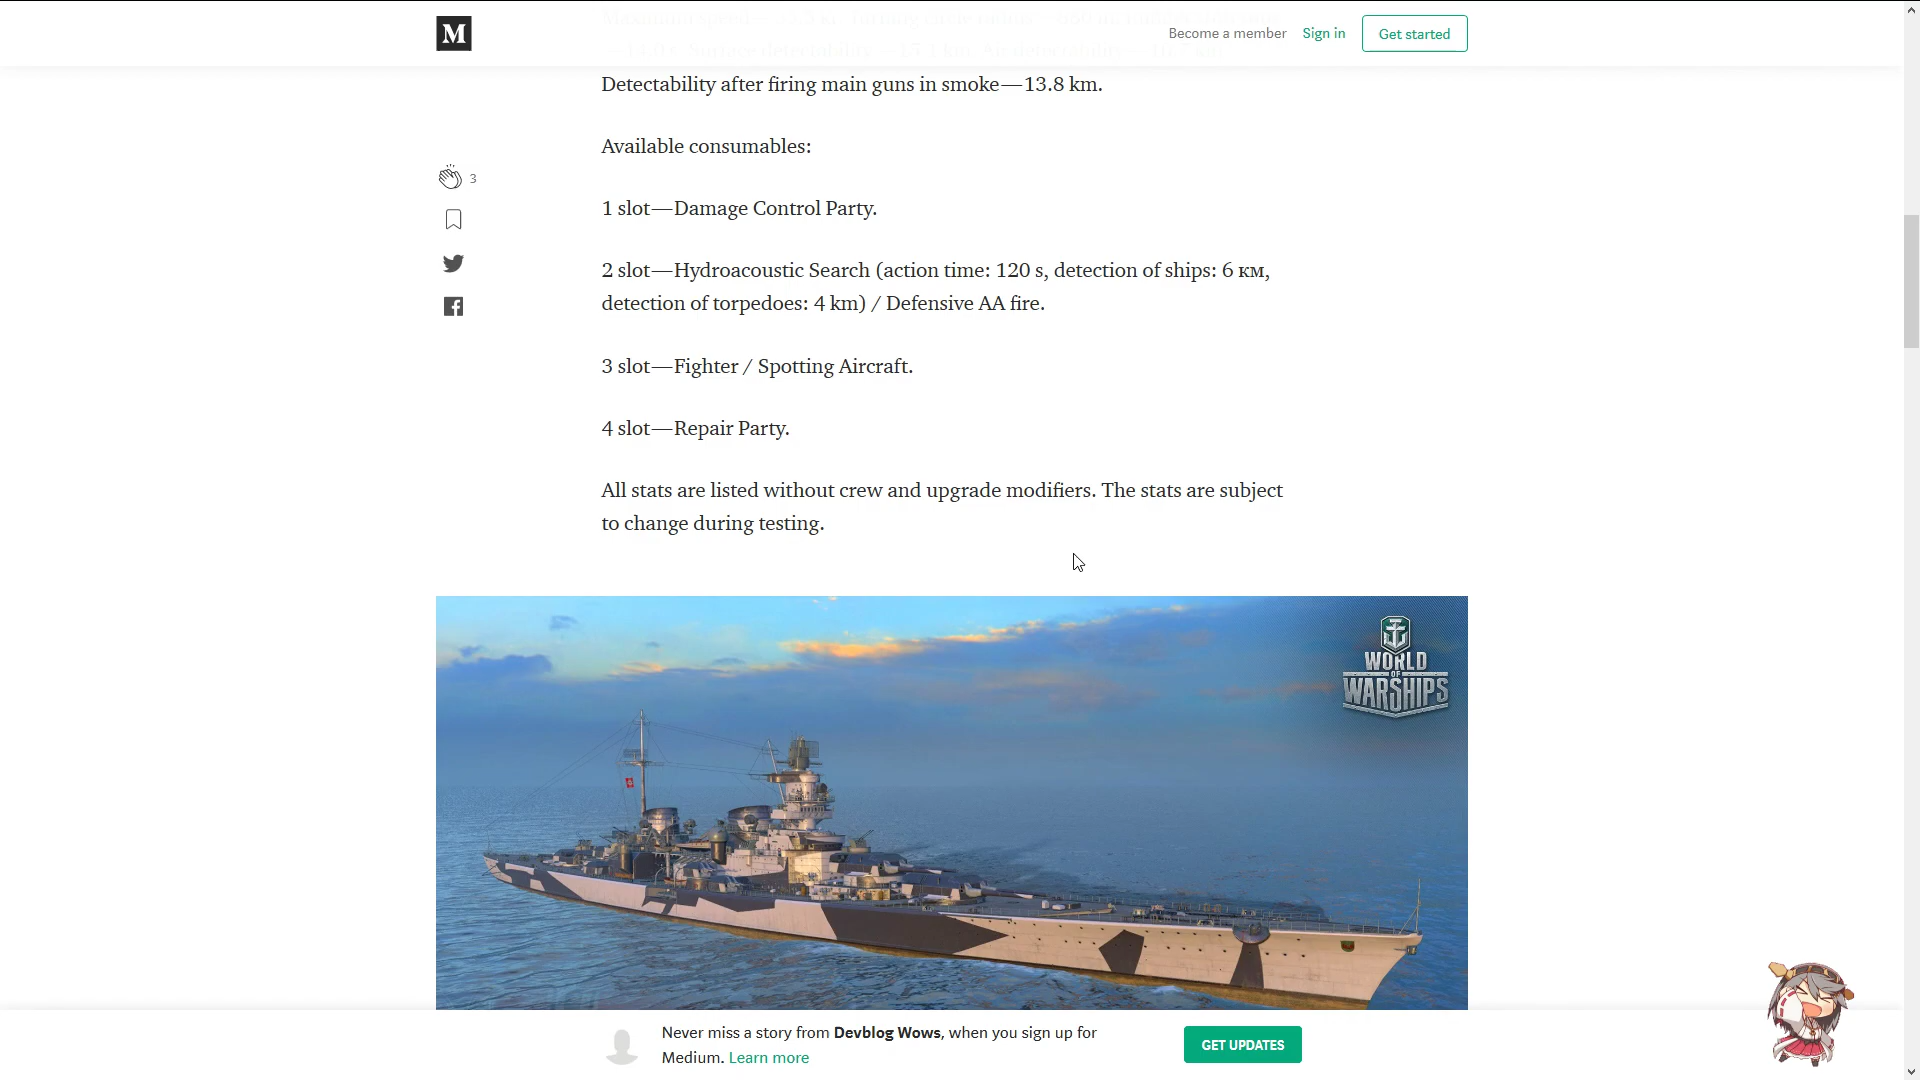 M
Become a member
Sign in
Get started
Detectability after firing main guns in smoke—13.8 km.
Available consumables:
3
1 slot—Damage Control Party.
2 slot—Hydroacoustic Search (action time: 120 s, detection of ships: 6 км,
detection of torpedoes: 4 km) / Defensive AA fire.
3 slot—Fighter / Spotting Aircraft.
4 slot—Repair Party.
All stats are listed without crew and upgrade modifiers. The stats are subject
to change during testing.
WORLD
OF
WARSHIPS
Never miss a story from Devblog Wows, when you sign up for
Medium. Learn more
GET UPDATES